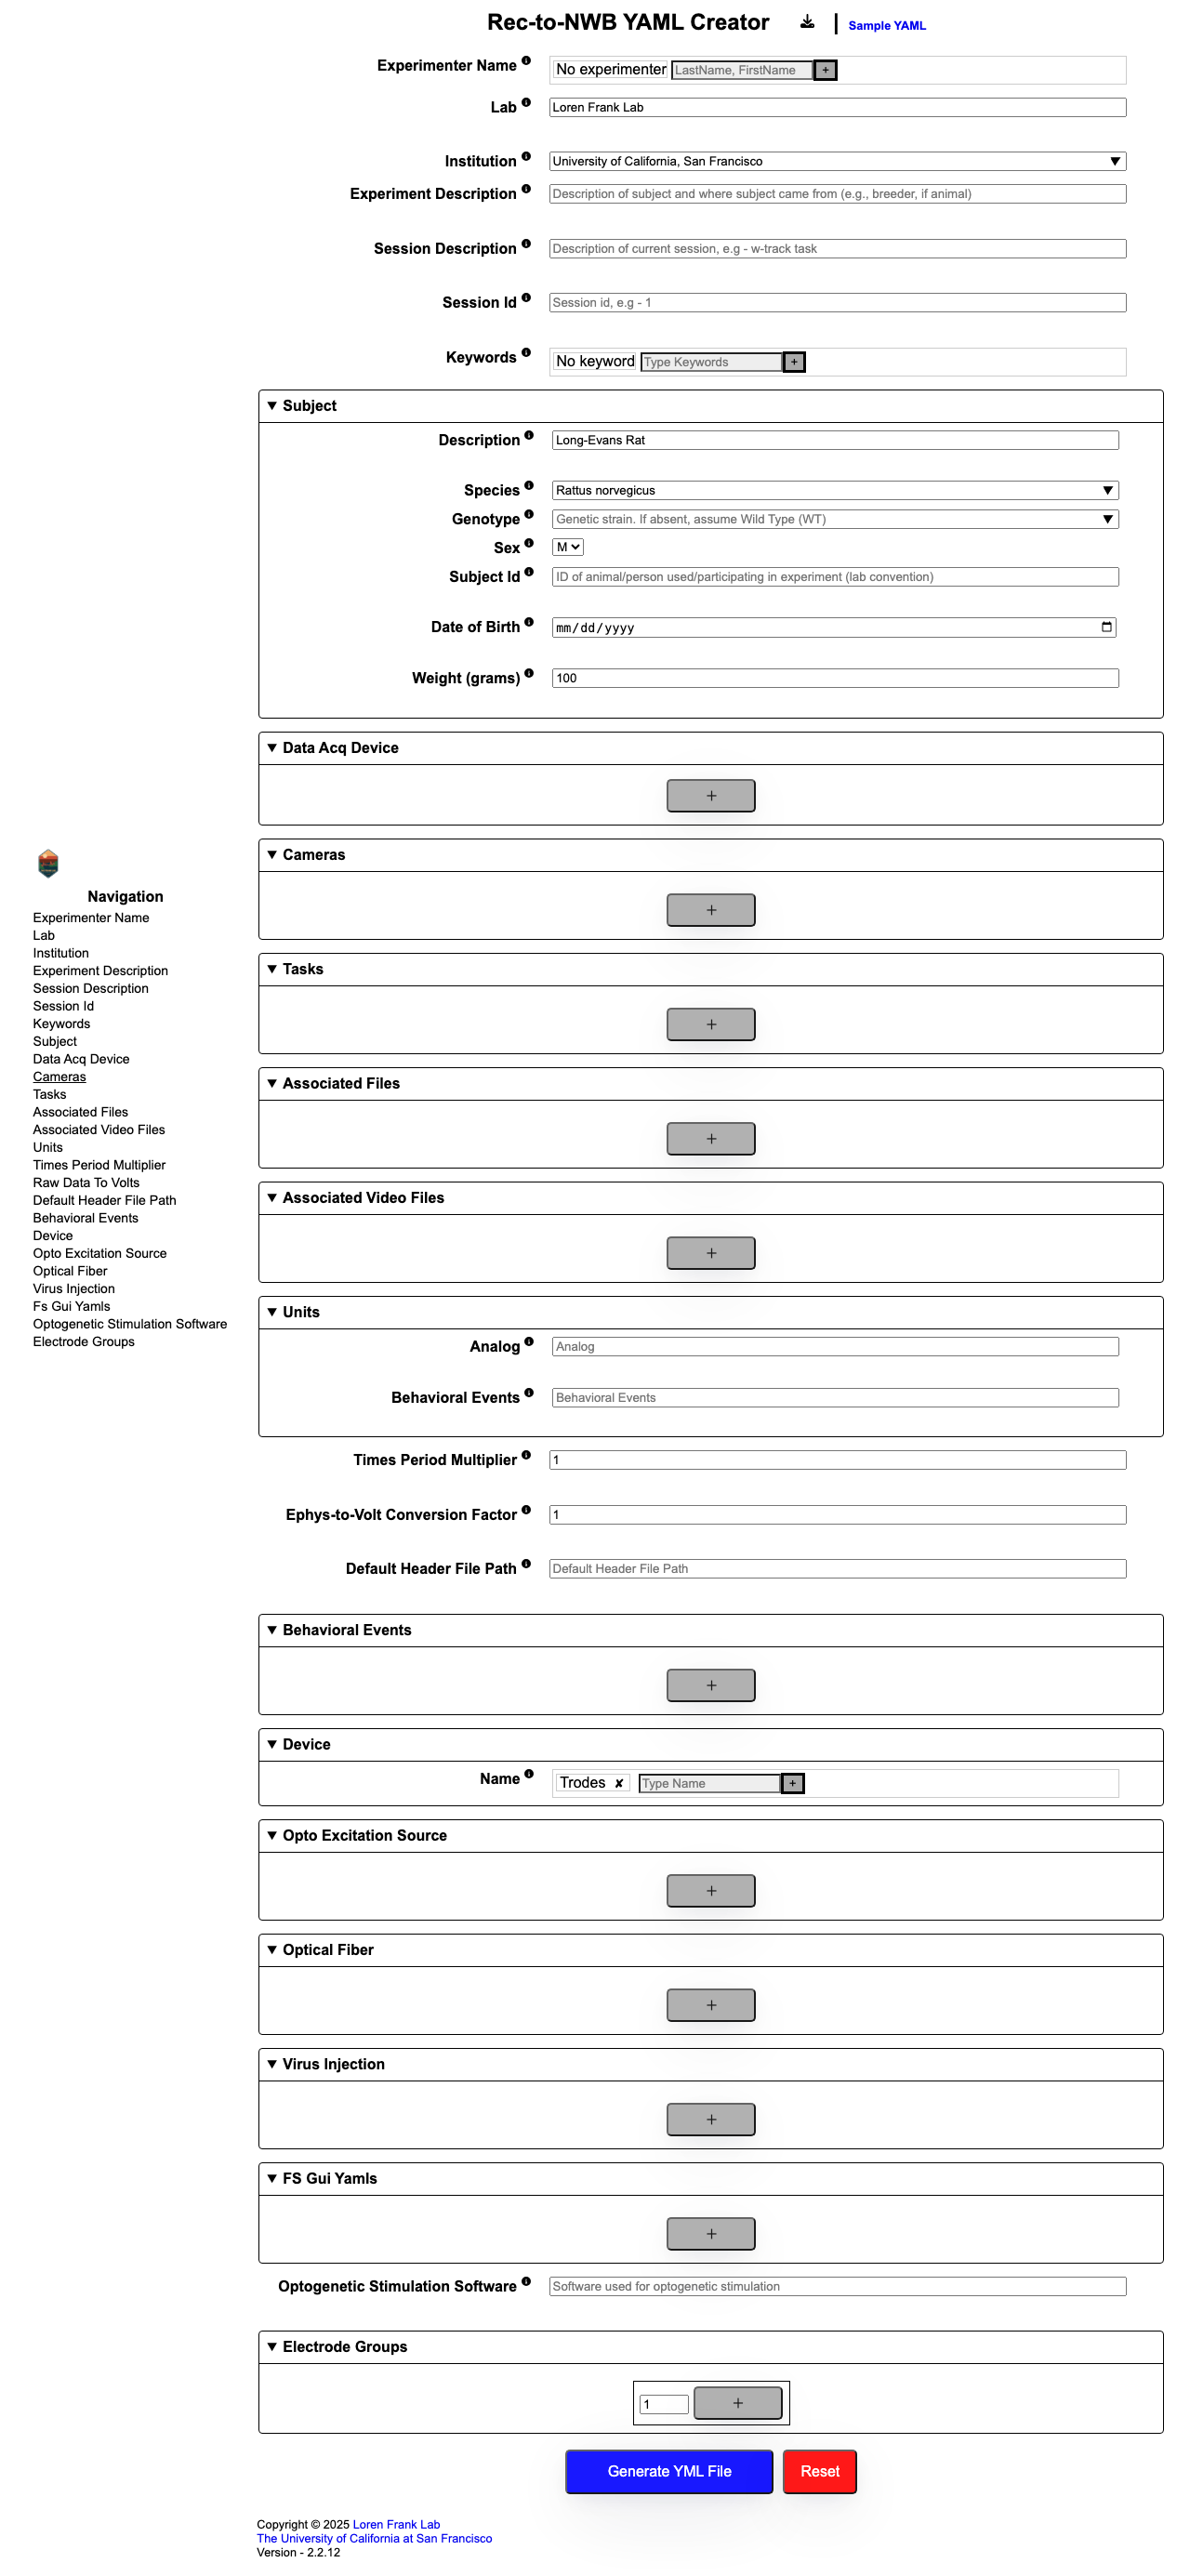 Rec-to-NWB YAML Creator
Sample YAML
Experimenter Name
No experimenter LastName, FirstName +
Lab
Loren Frank Lab
Institution
University of California, San Francisco
Experiment Description
Description of subject and where subject came from (e.g., breeder, if animal)
Session Description
Description of current session, e.g - w-track task
Session Id
Session id, e.g - 1
Keywords
No keyword Type Keywords +
Subject
Description
Long-Evans Rat
Species
Rattus norvegicus
Genotype
Genetic strain. If absent, assume Wild Type (WT)
Sex
M
Subject Id
ID of animal/person used/participating in experiment (lab convention)
Date of Birth
mm/dd/yyyy
Weight (grams)
100
Data Acq Device
+
Cameras
+
Tasks
+
Associated Files
+
Associated Video Files
+
Units
Analog
Analog
Behavioral Events
Behavioral Events
Times Period Multiplier
1
Ephys-to-Volt Conversion Factor
1
Default Header File Path
Default Header File Path
Behavioral Events
+
Device
Name
Trodes ✘ Type Name +
Opto Excitation Source
+
Optical Fiber
+
Virus Injection
+
FS Gui Yamls
+
Optogenetic Stimulation Software
Software used for optogenetic stimulation
Electrode Groups
1 +
Generate YML File
Reset
Navigation
Experimenter Name
Lab
Institution
Experiment Description
Session Description
Session Id
Keywords
Subject
Data Acq Device
Cameras
Tasks
Associated Files
Associated Video Files
Units
Times Period Multiplier
Raw Data To Volts
Default Header File Path
Behavioral Events
Device
Opto Excitation Source
Optical Fiber
Virus Injection
Fs Gui Yamls
Optogenetic Stimulation Software
Electrode Groups
Copyright © 2025 Loren Frank Lab
The University of California at San Francisco
Version - 2.2.12